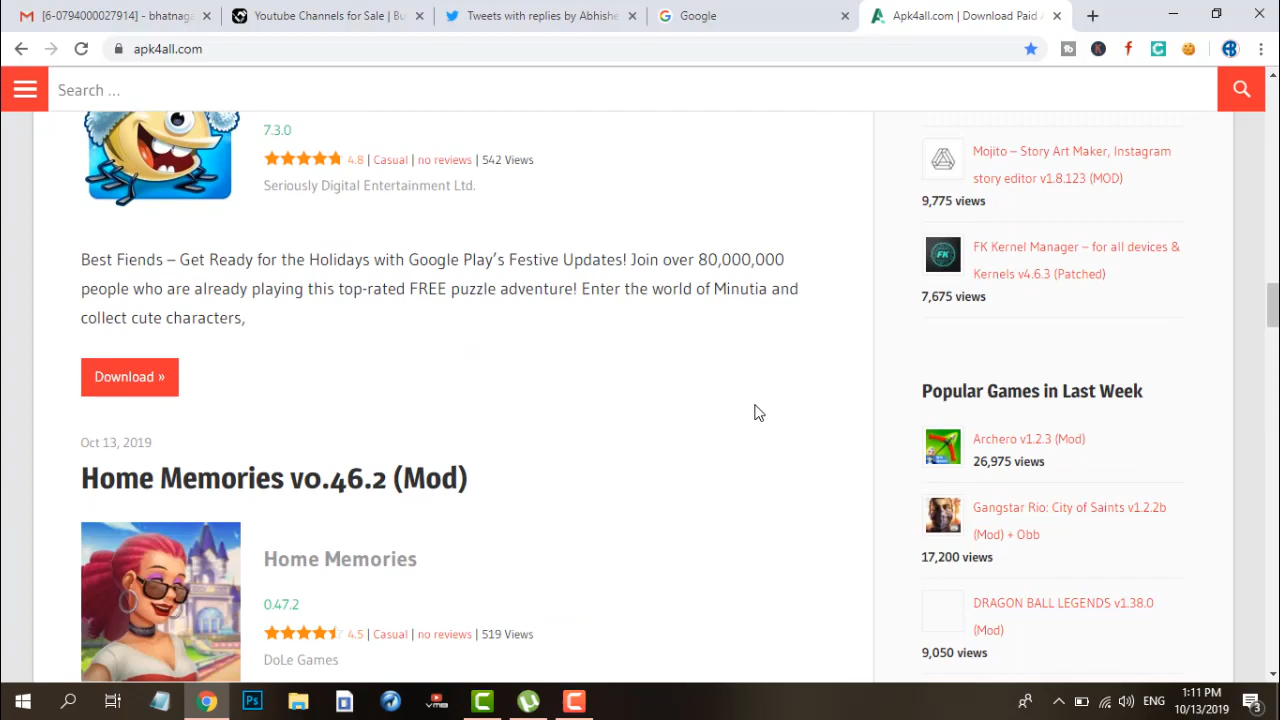 [6-0794000027914] - bhatnag
Youtube Channels for Sale | Bu
Tweets with replies by Abhishe
Google
Apk4all.com | Download Paid A
apk4all.com
Search …
7.3.0
4.8 | Casual | no reviews | 542 Views
Seriously Digital Entertainment Ltd.
Best Fiends – Get Ready for the Holidays with Google Play's Festive Updates! Join over 80,000,000
people who are already playing this top-rated FREE puzzle adventure! Enter the world of Minutia and
collect cute characters,
Download »
Oct 13, 2019
Home Memories v0.46.2 (Mod)
Home Memories
0.47.2
4.5 | Casual | no reviews | 519 Views
DoLe Games
Mojito – Story Art Maker, Instagram
story editor v1.8.123 (MOD)
9,775 views
FK
FK Kernel Manager – for all devices &
Kernels v4.6.3 (Patched)
7,675 views
Popular Games in Last Week
Archero v1.2.3 (Mod)
26,975 views
Gangstar Rio: City of Saints v1.2.2b
(Mod) + Obb
17,200 views
DRAGON BALL LEGENDS v1.38.0
(Mod)
9,050 views
Ps
ENG
1:11 PM
10/13/2019
3